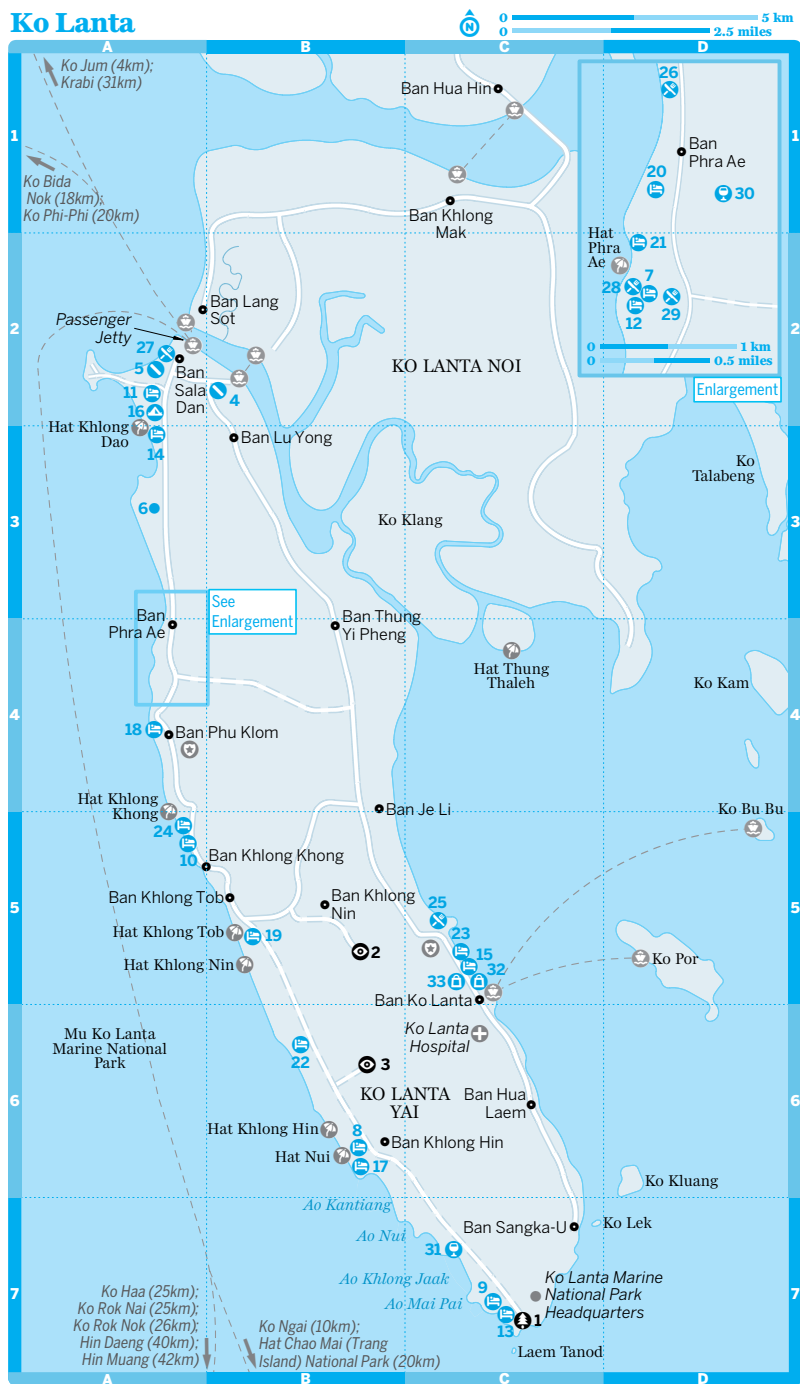 Ko Lanta
N
0 5 km
0 2.5 miles
A B C D
Ko Jum (4km);
Krabi (31km)
Ban Hua Hin
26
1 1
Ban
Phra Ae
Ko Bida
Nok (18km);
Ko Phi-Phi (20km)
20
30
Ban Khlong
Mak
Hat
Phra
Ae
21
7
28
12
29
Ban Lang
Sot
Passenger
Jetty
2 2
27
5
Ban
Sala
Dan
4
11
16
KO LANTA NOI
0 1 km
0 0.5 miles
Enlargement
Hat Khlong
Dao
14
Ban Lu Yong
Ko
Talabeng
6
3 3
Ko Klang
See
Enlargement
Ban
Phra Ae
Ban Thung
Yi Pheng
Hat Thung
Thaleh
Ko Kam
4 4
18
Ban Phu Klom
Hat Khlong
Khong
24
10
Ban Je Li
Ko Bu Bu
Ban Khlong Khong
Ban Khlong Tob
Ban Khlong
Nin
5 5
25
Hat Khlong Tob
19
2
23
15
32
33
Ko Por
Hat Khlong Nin
Ban Ko Lanta
Mu Ko Lanta
Marine National
Park
22
Ko Lanta
Hospital
3
KO LANTA
YAI
Ban Hua
Laem
6 6
Hat Khlong Hin
8
Ban Khlong Hin
Hat Nui
17
Ko Kluang
Ao Kantiang
Ban Sangka-U
Ko Lek
Ao Nui
31
Ao Khlong Jaak
9
Ao Mai Pai
13
1
Ko Lanta Marine
National Park
Headquarters
7 7
Ko Haa (25km);
Ko Rok Nai (25km);
Ko Rok Nok (26km);
Hin Daeng (40km);
Hin Muang (42km)
Ko Ngai (10km);
Hat Chao Mai (Trang
Island) National Park (20km)
Laem Tanod
A B C D